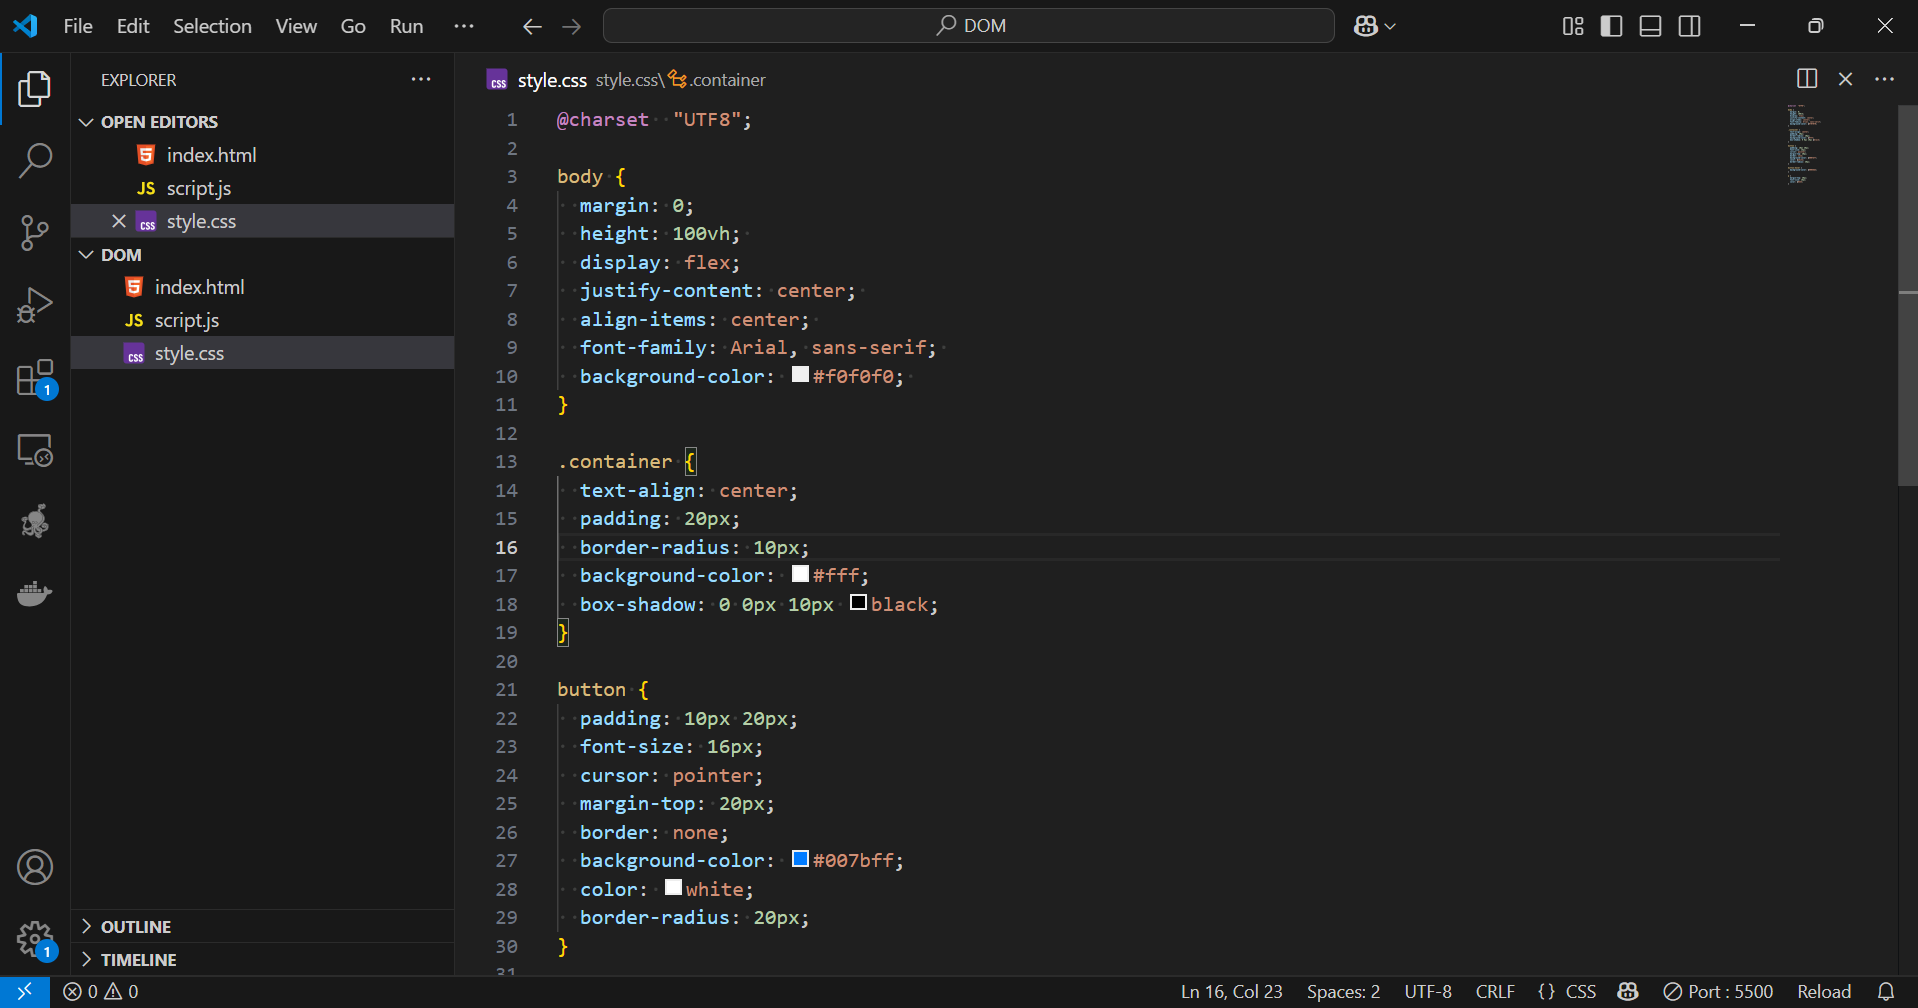 File Edit Selection View Go Run ··· DOM
EXPLORER ···
OPEN EDITORS
index.html
JS script.js
CSS style.css
DOM
index.html
JS script.js
CSS style.css
OUTLINE
TIMELINE
CSS style.css style.css\ .container
1 @charset "UTF8";
2
3 body {
4 margin: 0;
5 height: 100vh;
6 display: flex;
7 justify-content: center;
8 align-items: center;
9 font-family: Arial, sans-serif;
10 background-color: #f0f0f0;
11 }
12
13 .container {
14 text-align: center;
15 padding: 20px;
16 border-radius: 10px;
17 background-color: #fff;
18 box-shadow: 0 0px 10px black;
19 }
20
21 button {
22 padding: 10px 20px;
23 font-size: 16px;
24 cursor: pointer;
25 margin-top: 20px;
26 border: none;
27 background-color: #007bff;
28 color: white;
29 border-radius: 20px;
30 }
31
1
1
0 0 Ln 16, Col 23 Spaces: 2 UTF-8 CRLF {} CSS Port : 5500 Reload